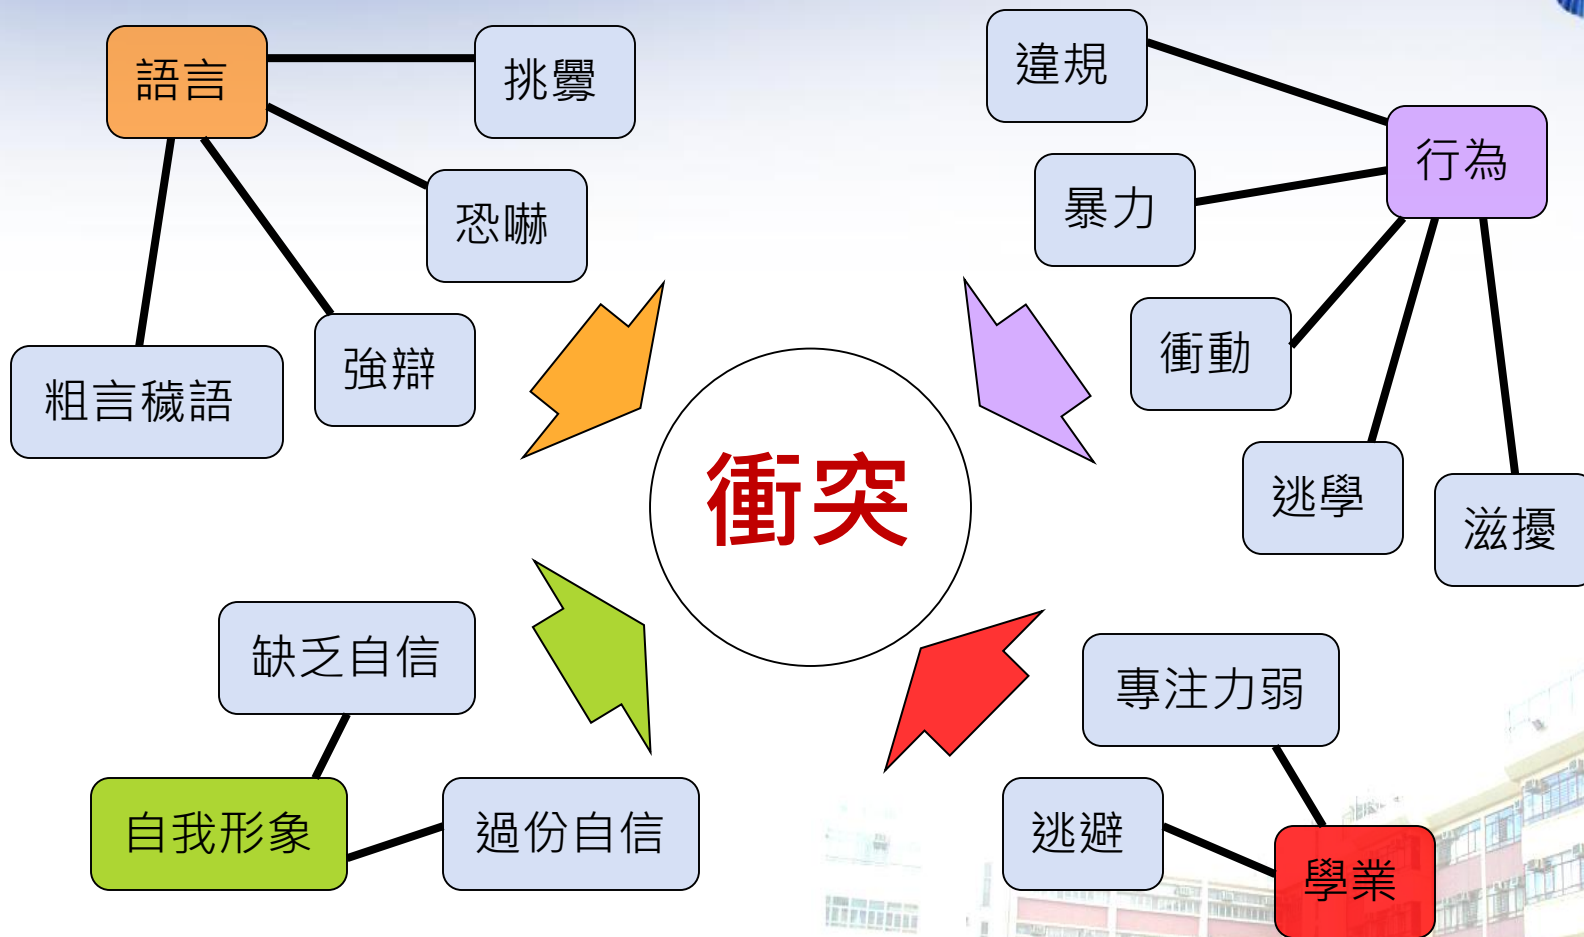 語言
挑釁
恐嚇
強辯
粗言穢語
違規
行為
暴力
衝動
逃學
滋擾
衝突
缺乏自信
自我形象
過份自信
專注力弱
逃避
學業